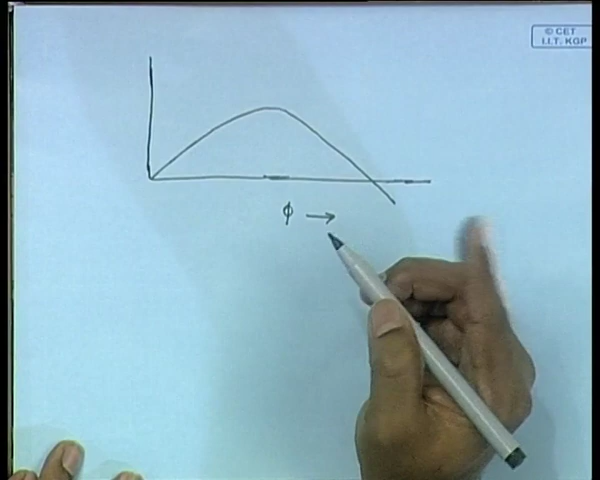 © CET
I.I.T. KGP
ϕ →